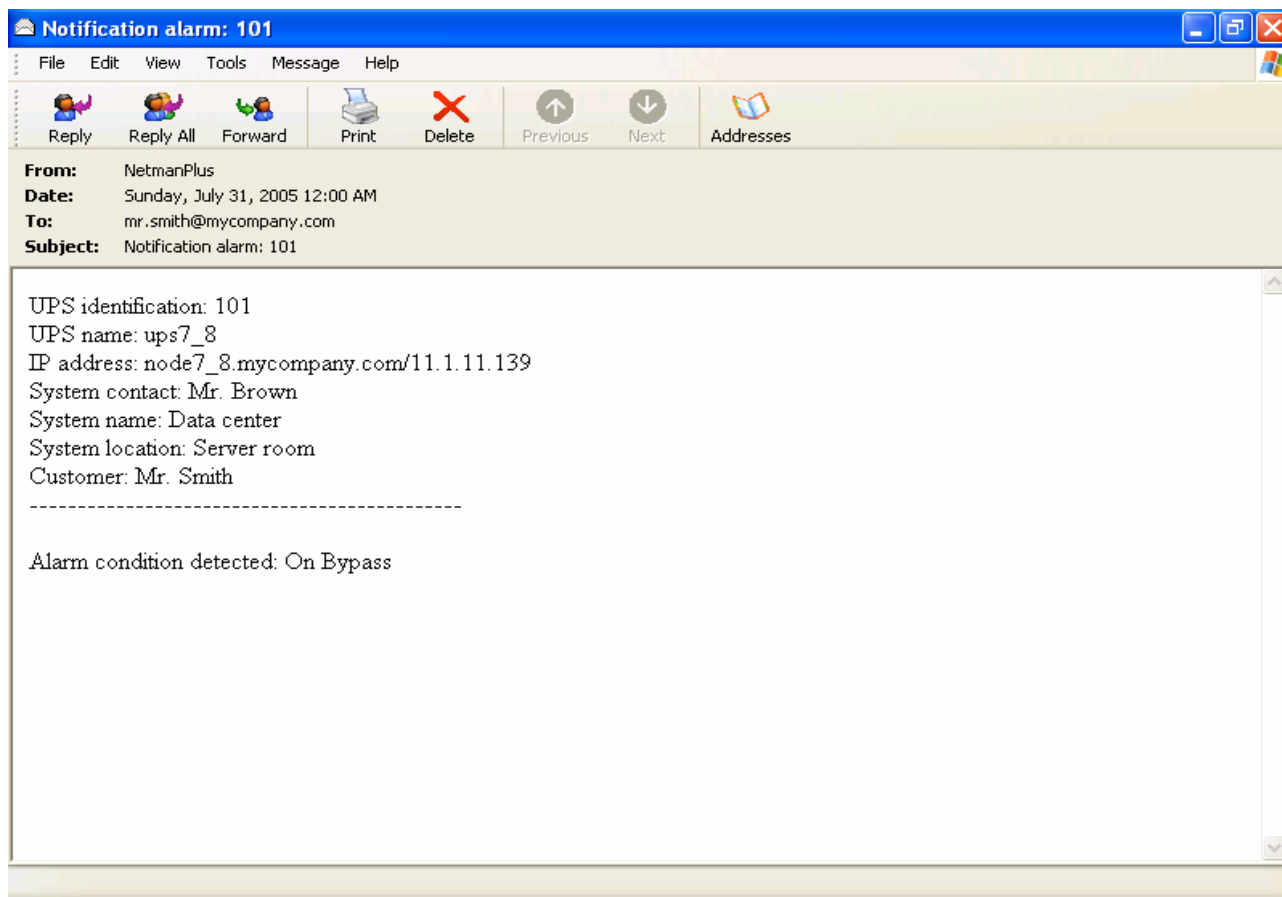 Notification alarm: 101
File Edit View Tools Message Help
Reply Reply All Forward Print Delete Previous Next Addresses
From: NetmanPlus
Date: Sunday, July 31, 2005 12:00 AM
To: mr.smith@mycompany.com
Subject: Notification alarm: 101
UPS identification: 101
UPS name: ups7_8
IP address: node7_8.mycompany.com/11.1.11.139
System contact: Mr. Brown
System name: Data center
System location: Server room
Customer: Mr. Smith
---------------------------------------------
Alarm condition detected: On Bypass